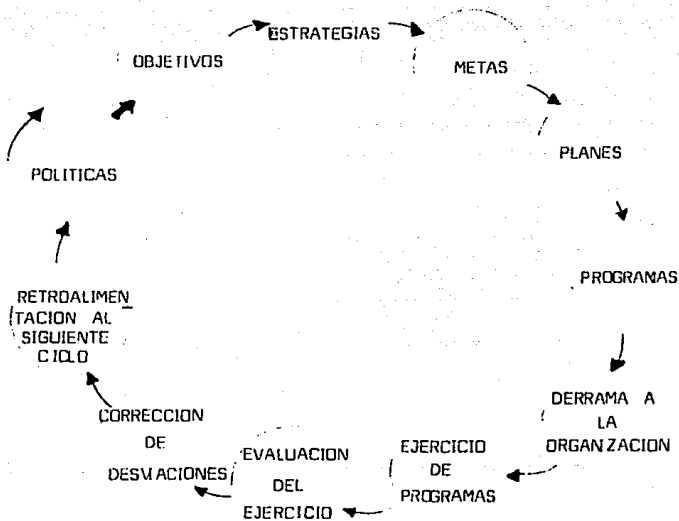 ESTRATEGIAS
OBJETIVOS
METAS
PLANES
POLITICAS
PROGRAMAS
RETROALIMEN
TACION AL
SIGUIENTE
CICLO
DERRAMA A
LA
ORGANIZACION
CORRECCION
DE
DESVIACIONES
EVALUACION
DEL
EJERCICIO
EJERCICIO
DE
PROGRAMAS